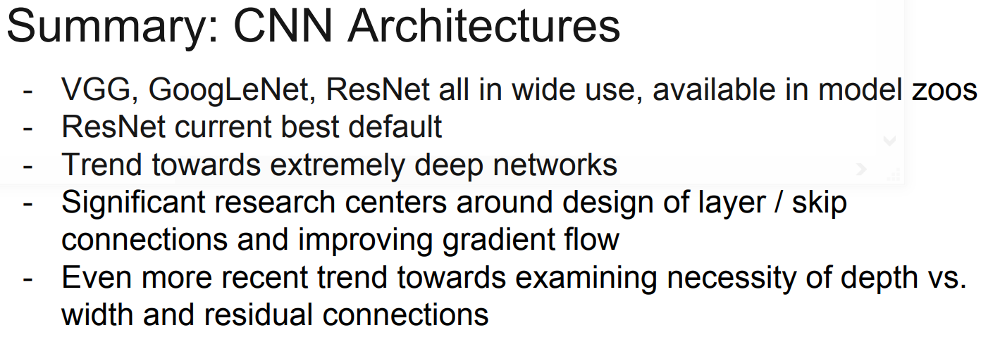 Summary: CNN Architectures
- VGG, GoogLeNet, ResNet all in wide use, available in model zoos
- ResNet current best default
- Trend towards extremely deep networks
- Significant research centers around design of layer / skip
connections and improving gradient flow
- Even more recent trend towards examining necessity of depth vs.
width and residual connections